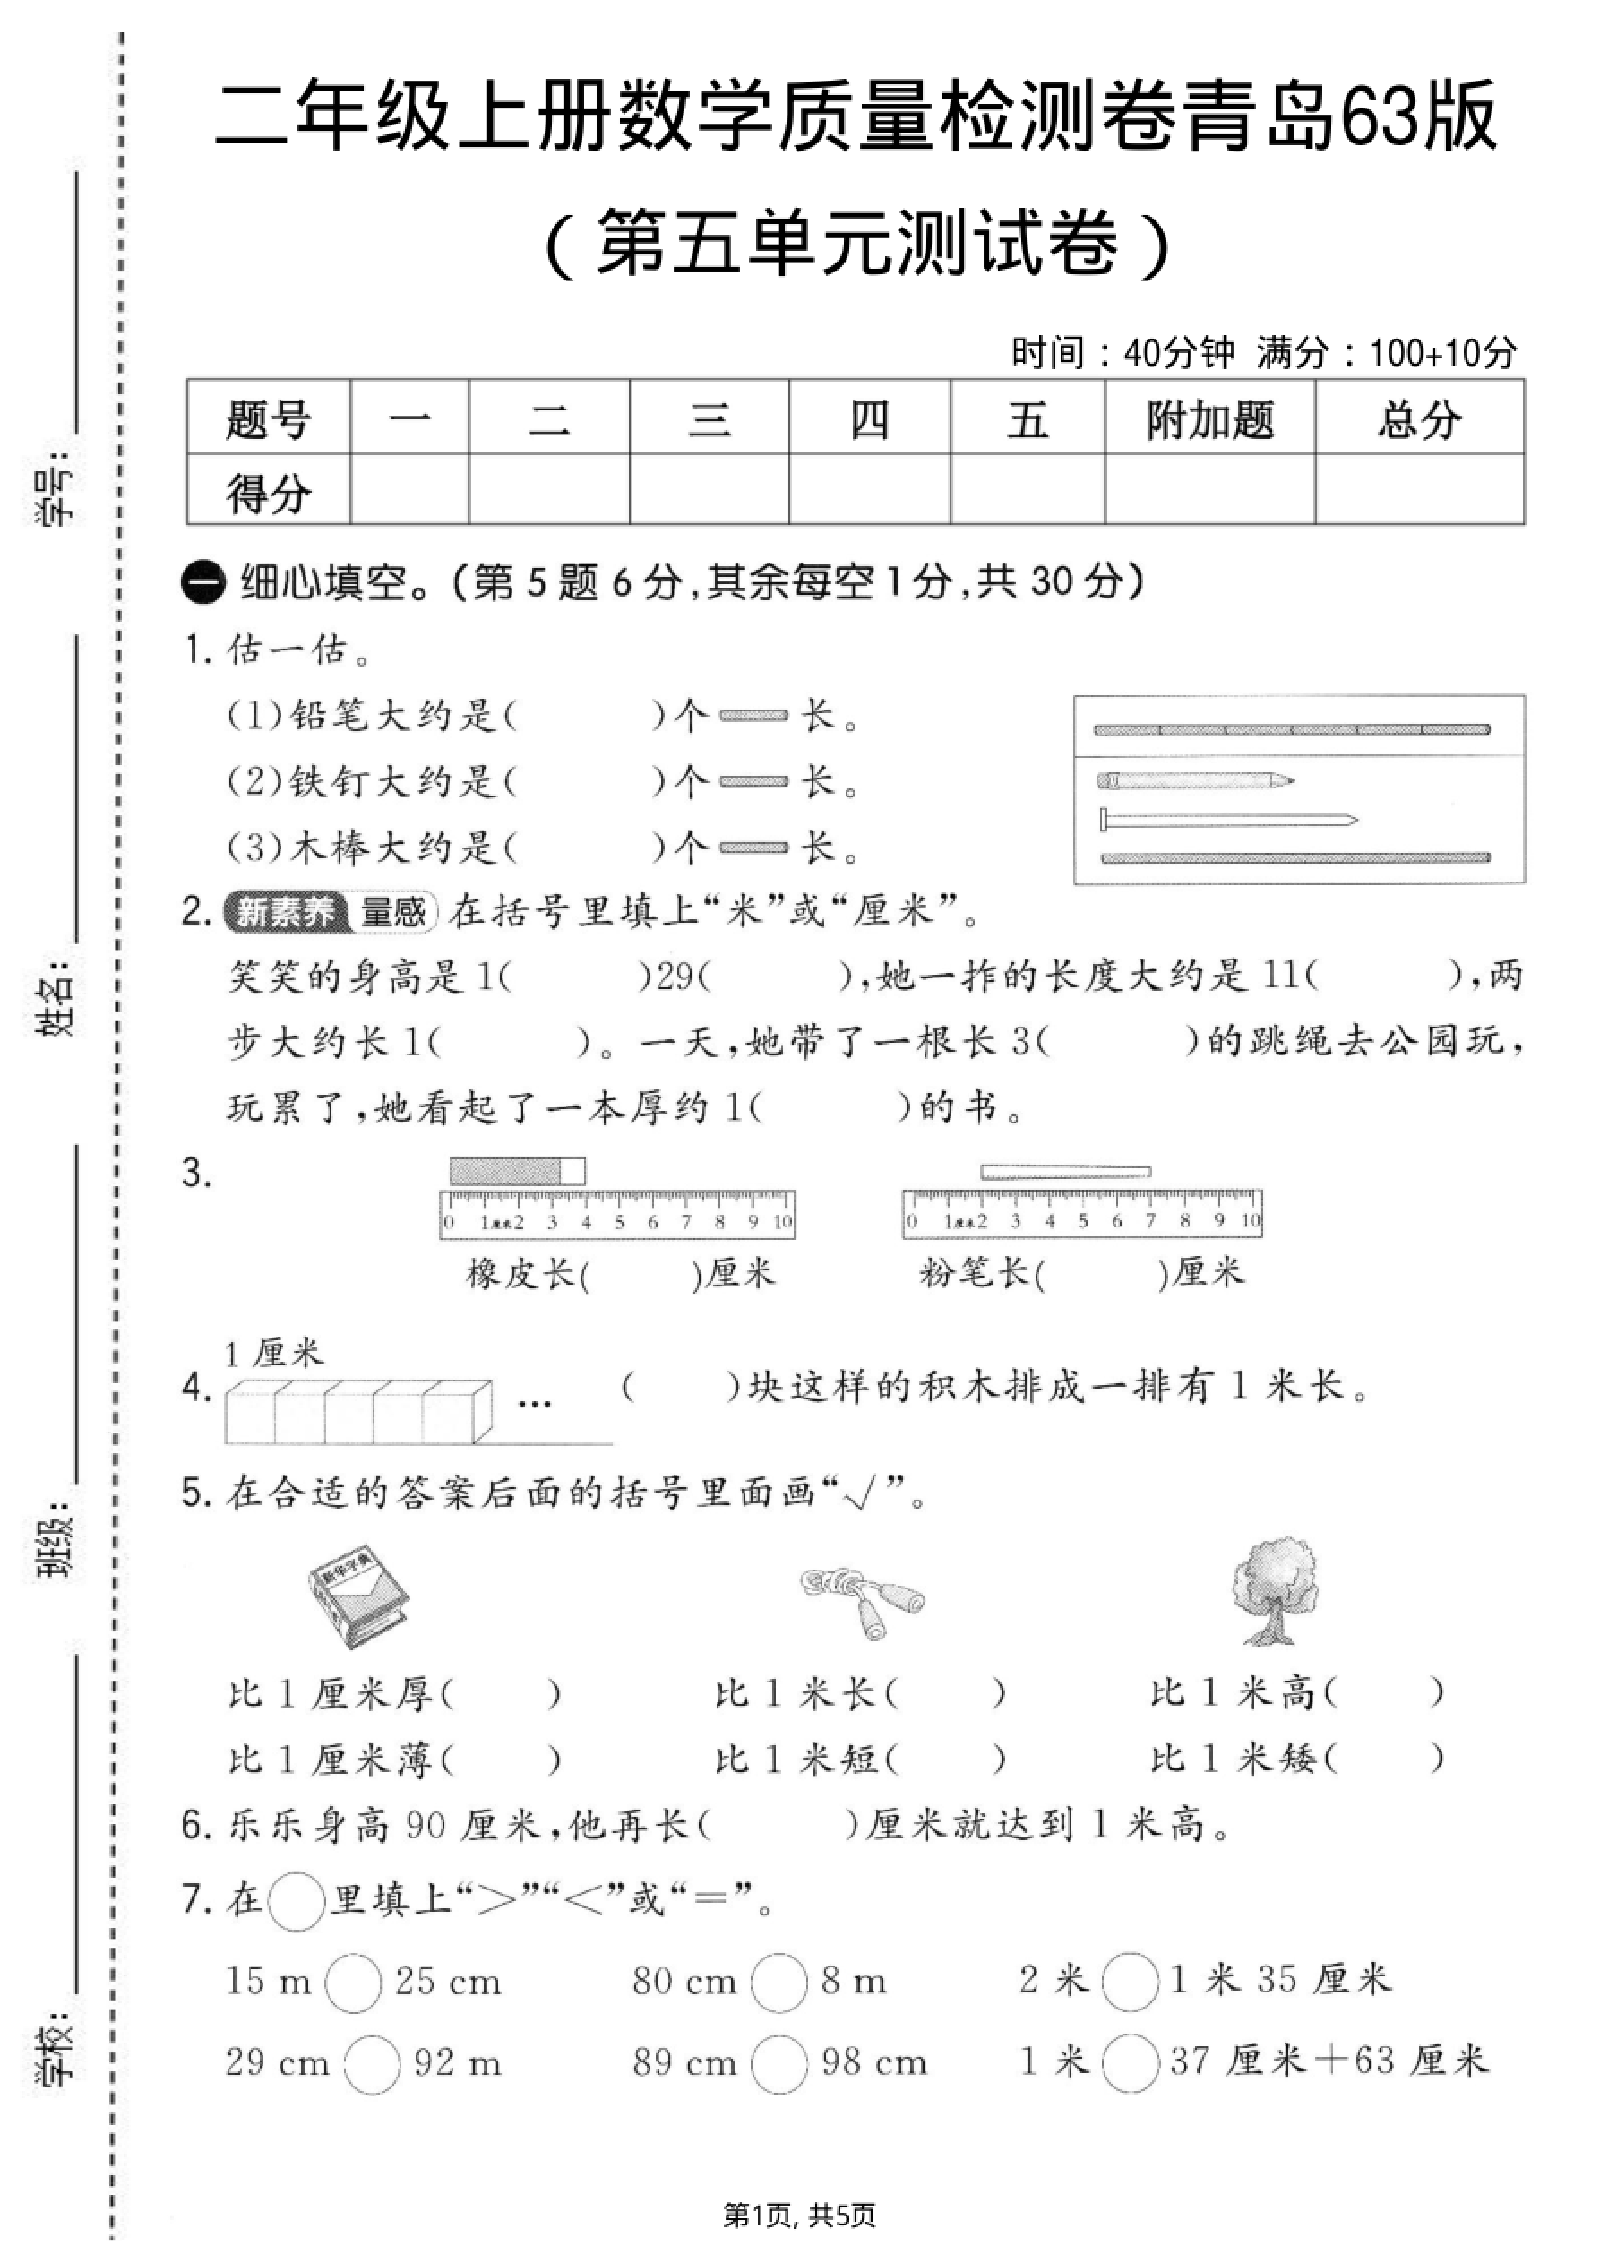 二年级上册数学质量检测卷青岛63版
（第五单元测试卷）
时间：40分钟 满分：100+10分
题号 一 二 三 四 五 附加题 总分
得分
一 细心填空。(第5题6分,其余每空1分,共30分)
1. 估一估。
(1)铅笔大约是( )个 长。
(2)铁钉大约是( )个 长。
(3)木棒大约是( )个 长。
2. 新素养 量感 在括号里填上“米”或“厘米”。
笑笑的身高是1( )29( ),她一拃的长度大约是11( ),两
步大约长1( )。一天,她带了一根长3( )的跳绳去公园玩,
玩累了,她看起了一本厚约1( )的书。
3.
0 1厘米2 3 4 5 6 7 8 9 10
0 1厘米2 3 4 5 6 7 8 9 10
橡皮长( )厘米 粉笔长( )厘米
1厘米
4. … ( )块这样的积木排成一排有1米长。
5. 在合适的答案后面的括号里面画“√”。
新华字典
比1厘米厚( ) 比1米长( ) 比1米高( )
比1厘米薄( ) 比1米短( ) 比1米矮( )
6. 乐乐身高90厘米,他再长( )厘米就达到1米高。
7. 在○里填上“>”“<”或“=”。
15 m○25 cm 80 cm○8 m 2米○1米35厘米
29 cm○92 m 89 cm○98 cm 1米○37厘米+63厘米
第1页, 共5页
学号：
姓名：
班级：
学校：